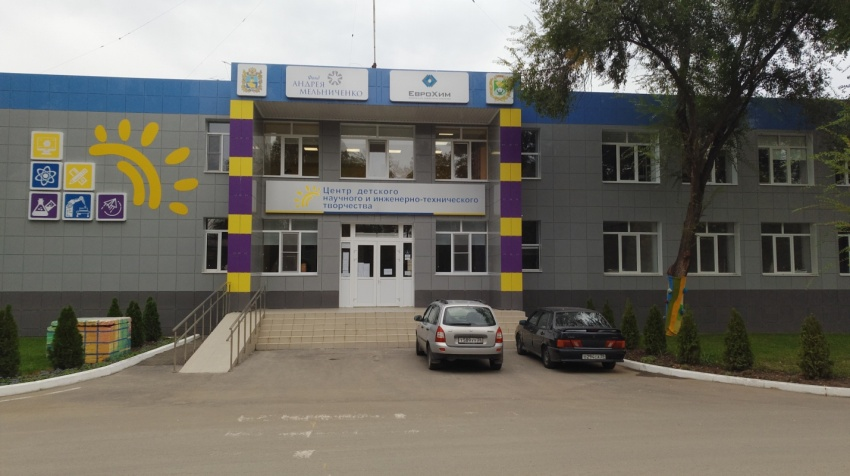 Фонд
АНДРЕЯ
МЕЛЬНИЧЕНКО
ЕвроХим
Центр детского
научного и инженерно-технического
творчества